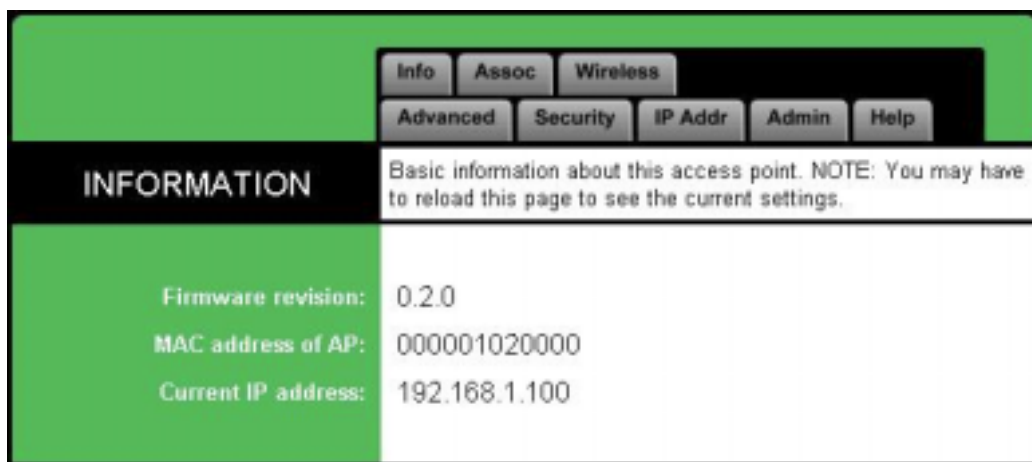 Info Assoc Wireless
Advanced Security IP Addr Admin Help
INFORMATION
Basic information about this access point. NOTE: You may have
to reload this page to see the current settings.
Firmware revision: 0.2.0
MAC address of AP: 000001020000
Current IP address: 192.168.1.100